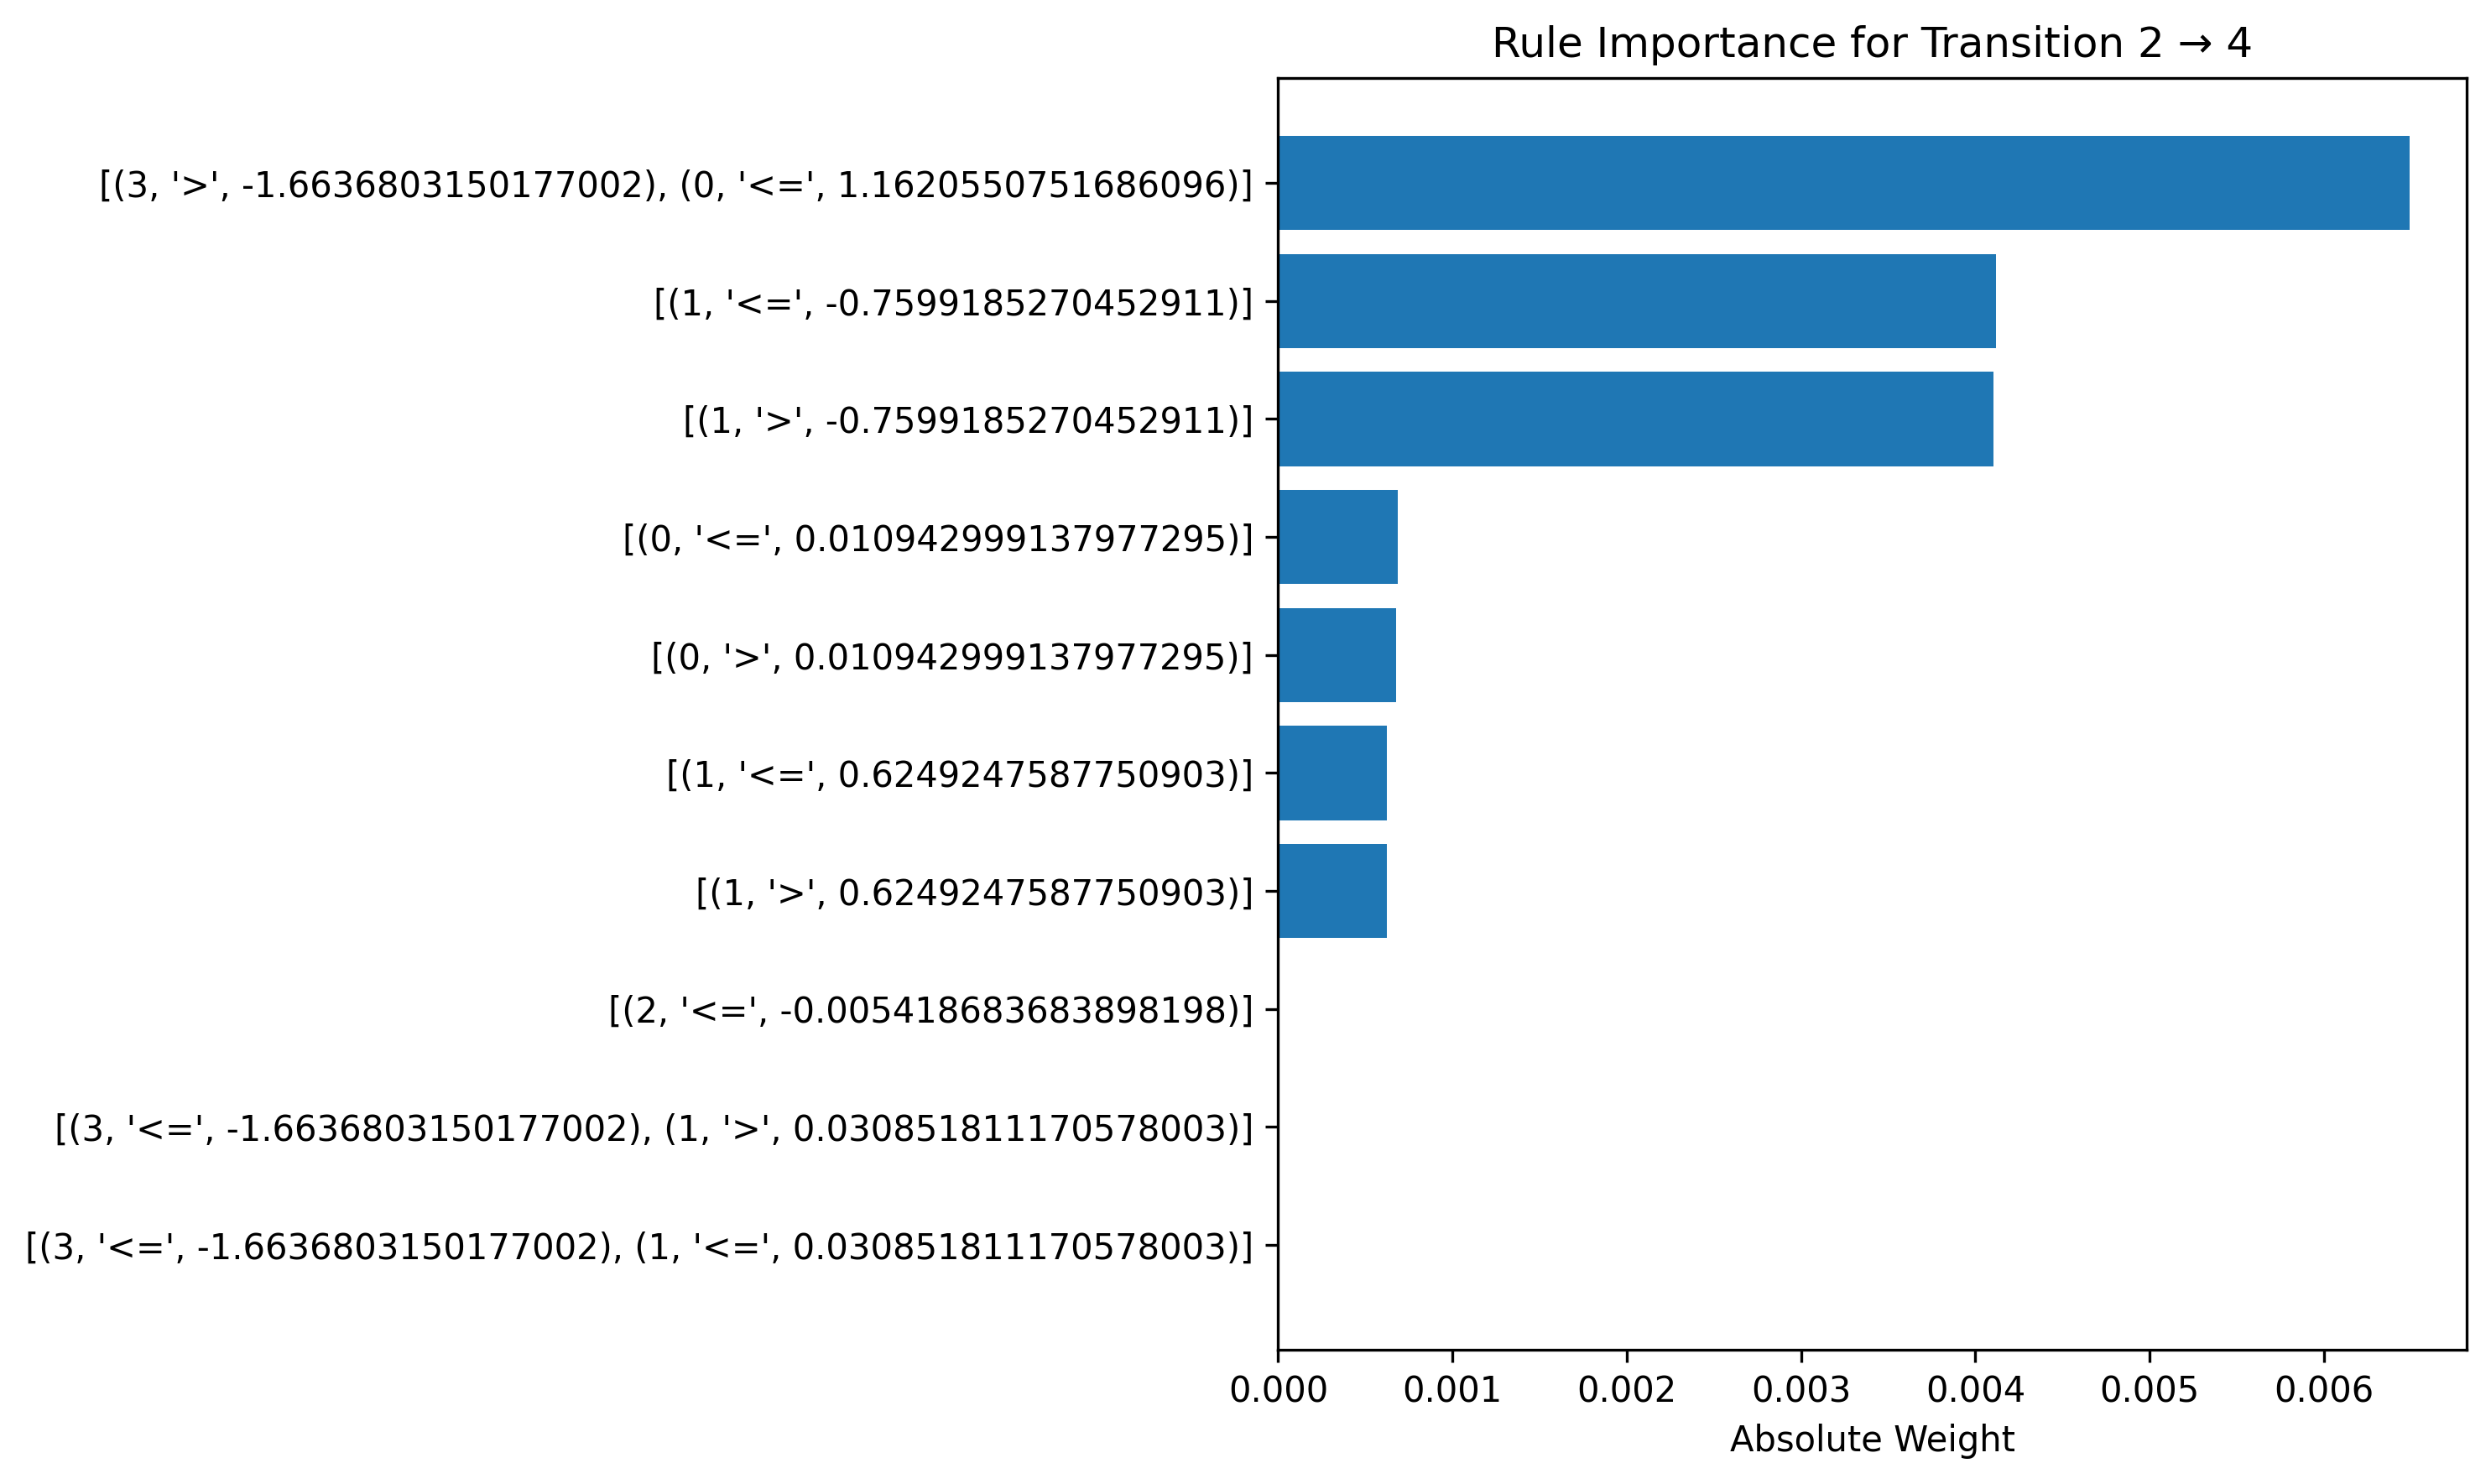 Rule Importance for Transition 2 → 4
[(3, '>', -1.6636803150177002), (0, '<=', 1.1620550751686096)]
[(1, '<=', -0.7599185270452911)]
[(1, '>', -0.7599185270452911)]
[(0, '<=', 0.010942999137977295)]
[(0, '>', 0.010942999137977295)]
[(1, '<=', 0.6249247587750903)]
[(1, '>', 0.6249247587750903)]
[(2, '<=', -0.005418683683898198)]
[(3, '<=', -1.6636803150177002), (1, '>', 0.030851811170578003)]
[(3, '<=', -1.6636803150177002), (1, '<=', 0.030851811170578003)]
0.000 0.001 0.002 0.003 0.004 0.005 0.006
Absolute Weight